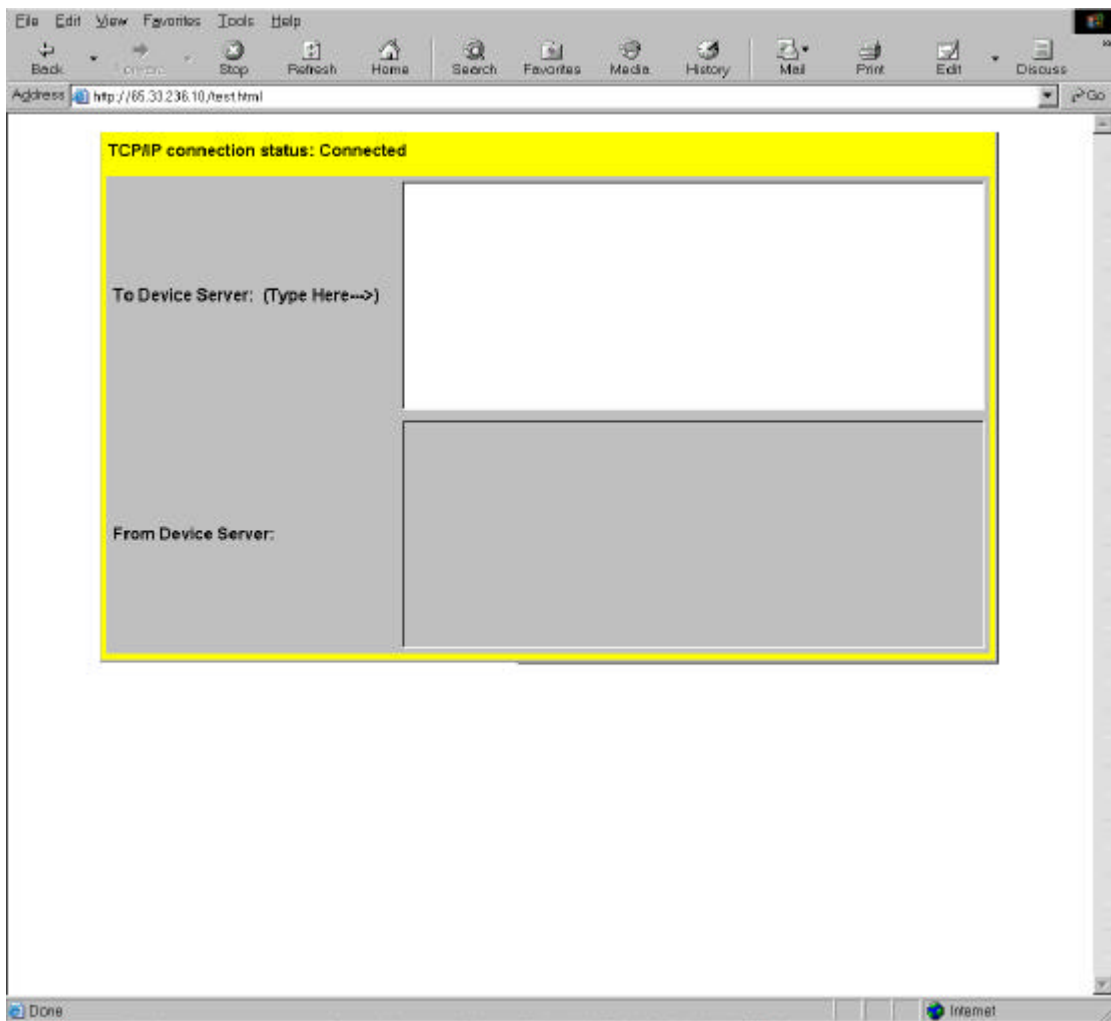 File Edit View Favorites Tools Help
Back Forward Stop Refresh Home Search Favorites Media History Mail Print Edit Discuss
Address http://65.33.236.10/test.html Go
TCP/IP connection status: Connected
To Device Server: (Type Here--->)
From Device Server:
Done Internet